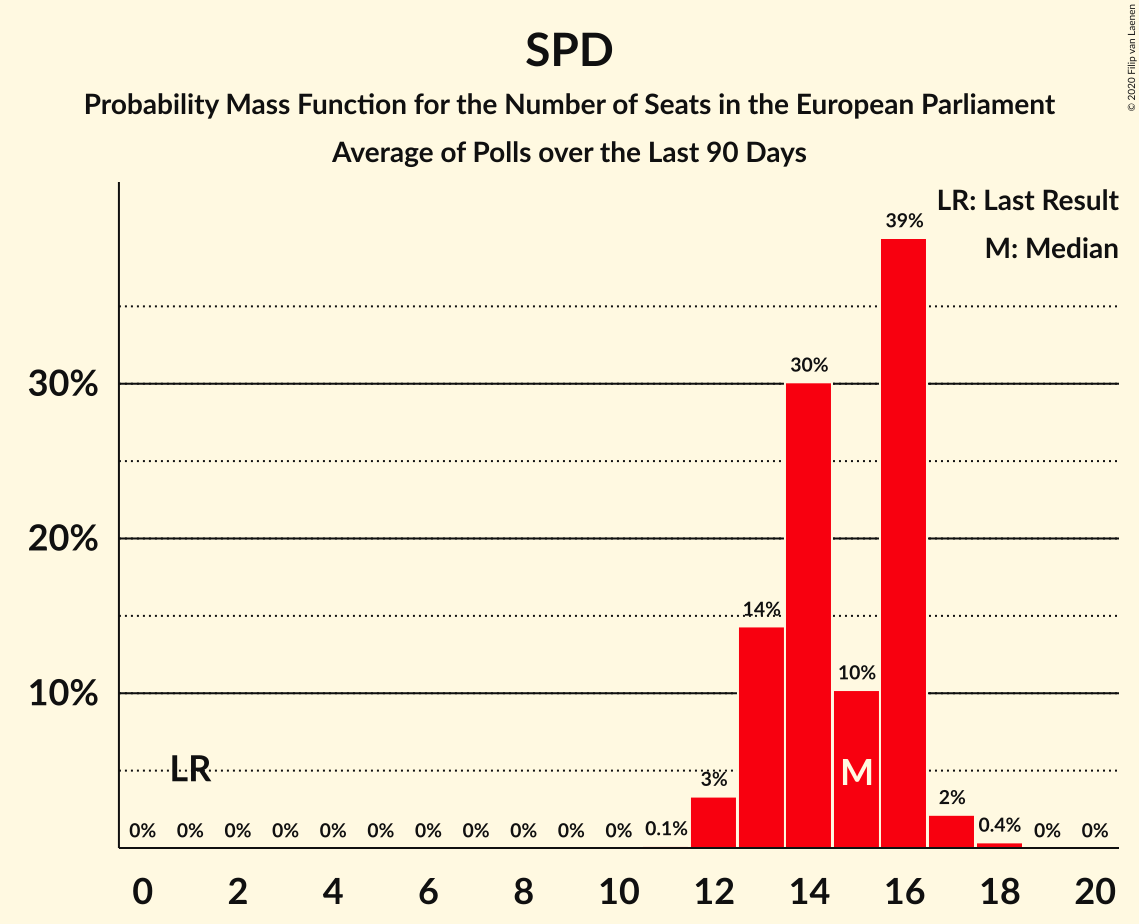 © 2020 Filip van Laenen
SPD
Probability Mass Function for the Number of Seats in the European Parliament
Average of Polls over the Last 90 Days
LR: Last Result
M: Median
39%
30%
30%
20%
14%
10%
10%
LR
M
3%
2%
0% 0% 0% 0% 0% 0% 0% 0% 0% 0% 0% 0.1% 0.4% 0% 0%
0 2 4 6 8 10 12 14 16 18 20